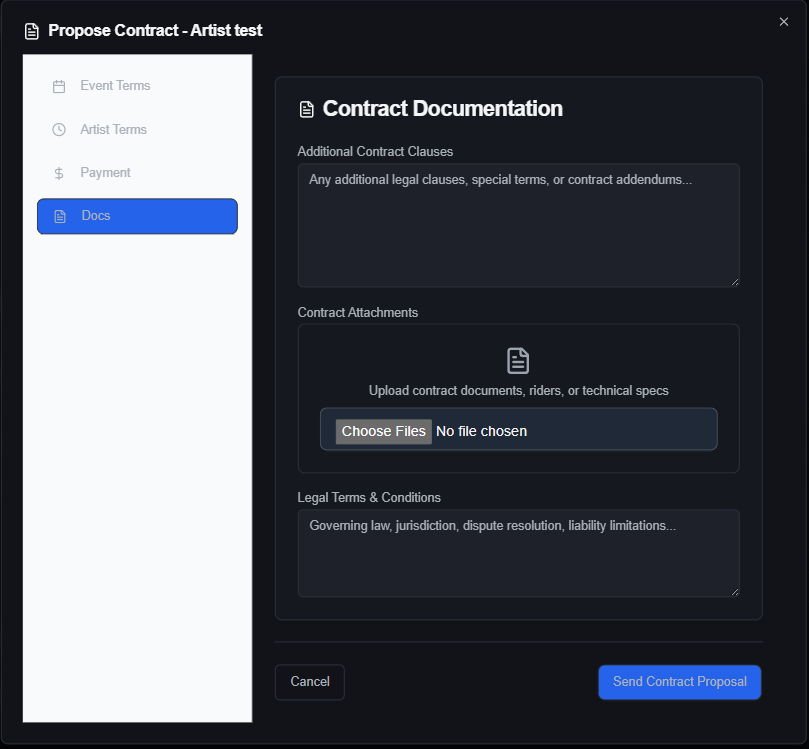 Propose Contract - Artist test
Event Terms
Artist Terms
Payment
Docs
Contract Documentation
Additional Contract Clauses
Any additional legal clauses, special terms, or contract addendums...
Contract Attachments
Upload contract documents, riders, or technical specs
Choose Files No file chosen
Legal Terms & Conditions
Governing law, jurisdiction, dispute resolution, liability limitations...
Cancel
Send Contract Proposal